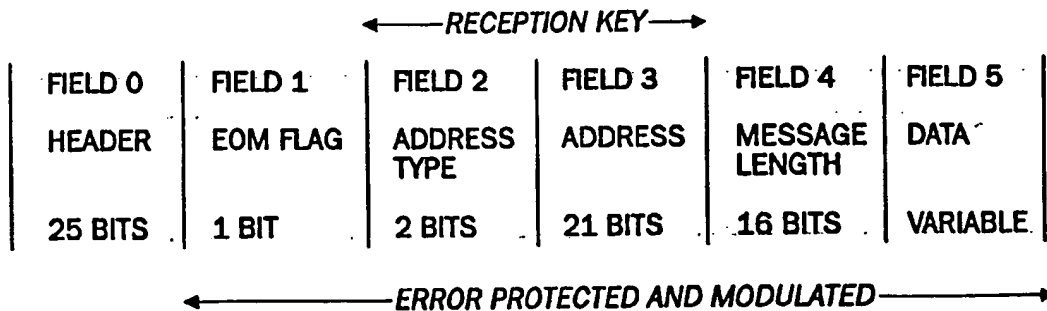 RECEPTION KEY
FIELD 0 FIELD 1 FIELD 2 FIELD 3 FIELD 4 FIELD 5
HEADER EOM FLAG ADDRESS TYPE ADDRESS MESSAGE LENGTH DATA
25 BITS 1 BIT 2 BITS 21 BITS 16 BITS VARIABLE
ERROR PROTECTED AND MODULATED